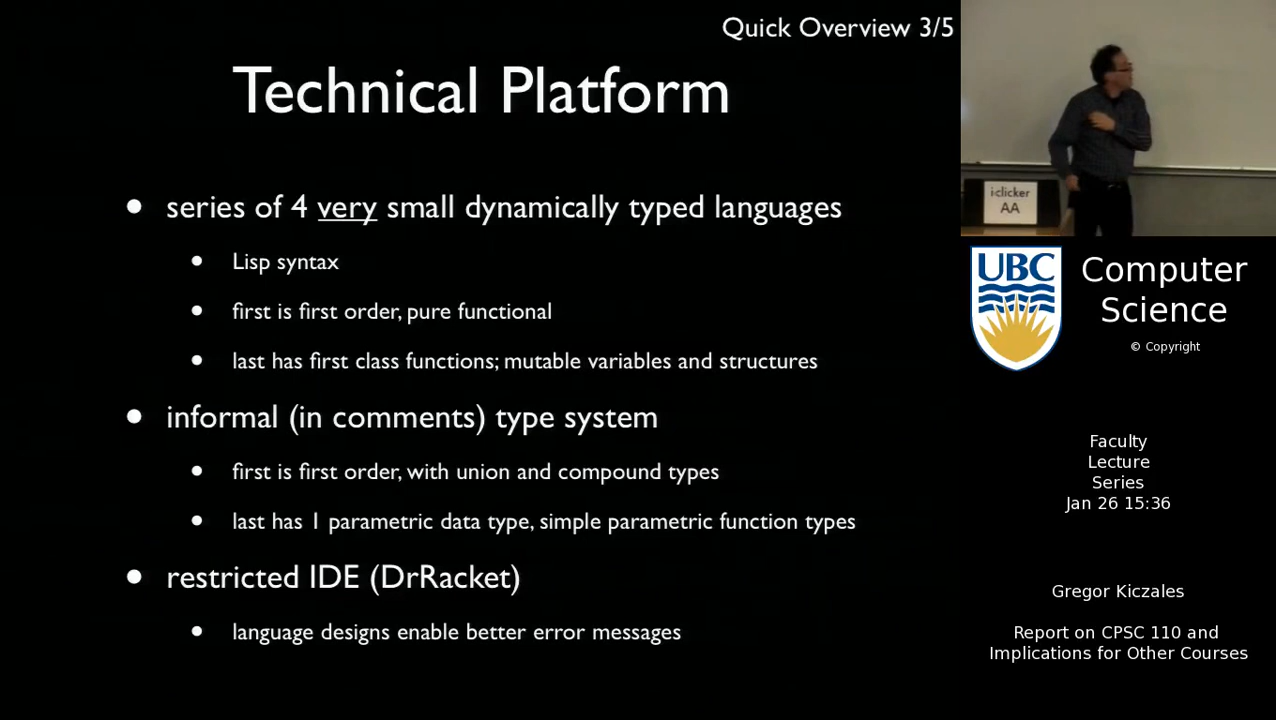 Quick Overview 3/5
Technical Platform
• series of 4 very small dynamically typed languages
• Lisp syntax
• first is first order, pure functional
• last has first class functions; mutable variables and structures
• informal (in comments) type system
• first is first order, with union and compound types
• last has 1 parametric data type, simple parametric function types
• restricted IDE (DrRacket)
• language designs enable better error messages
i-clicker
AA
UBC
Computer
Science
© Copyright
Faculty
Lecture
Series
Jan 26 15:36
Gregor Kiczales
Report on CPSC 110 and
Implications for Other Courses